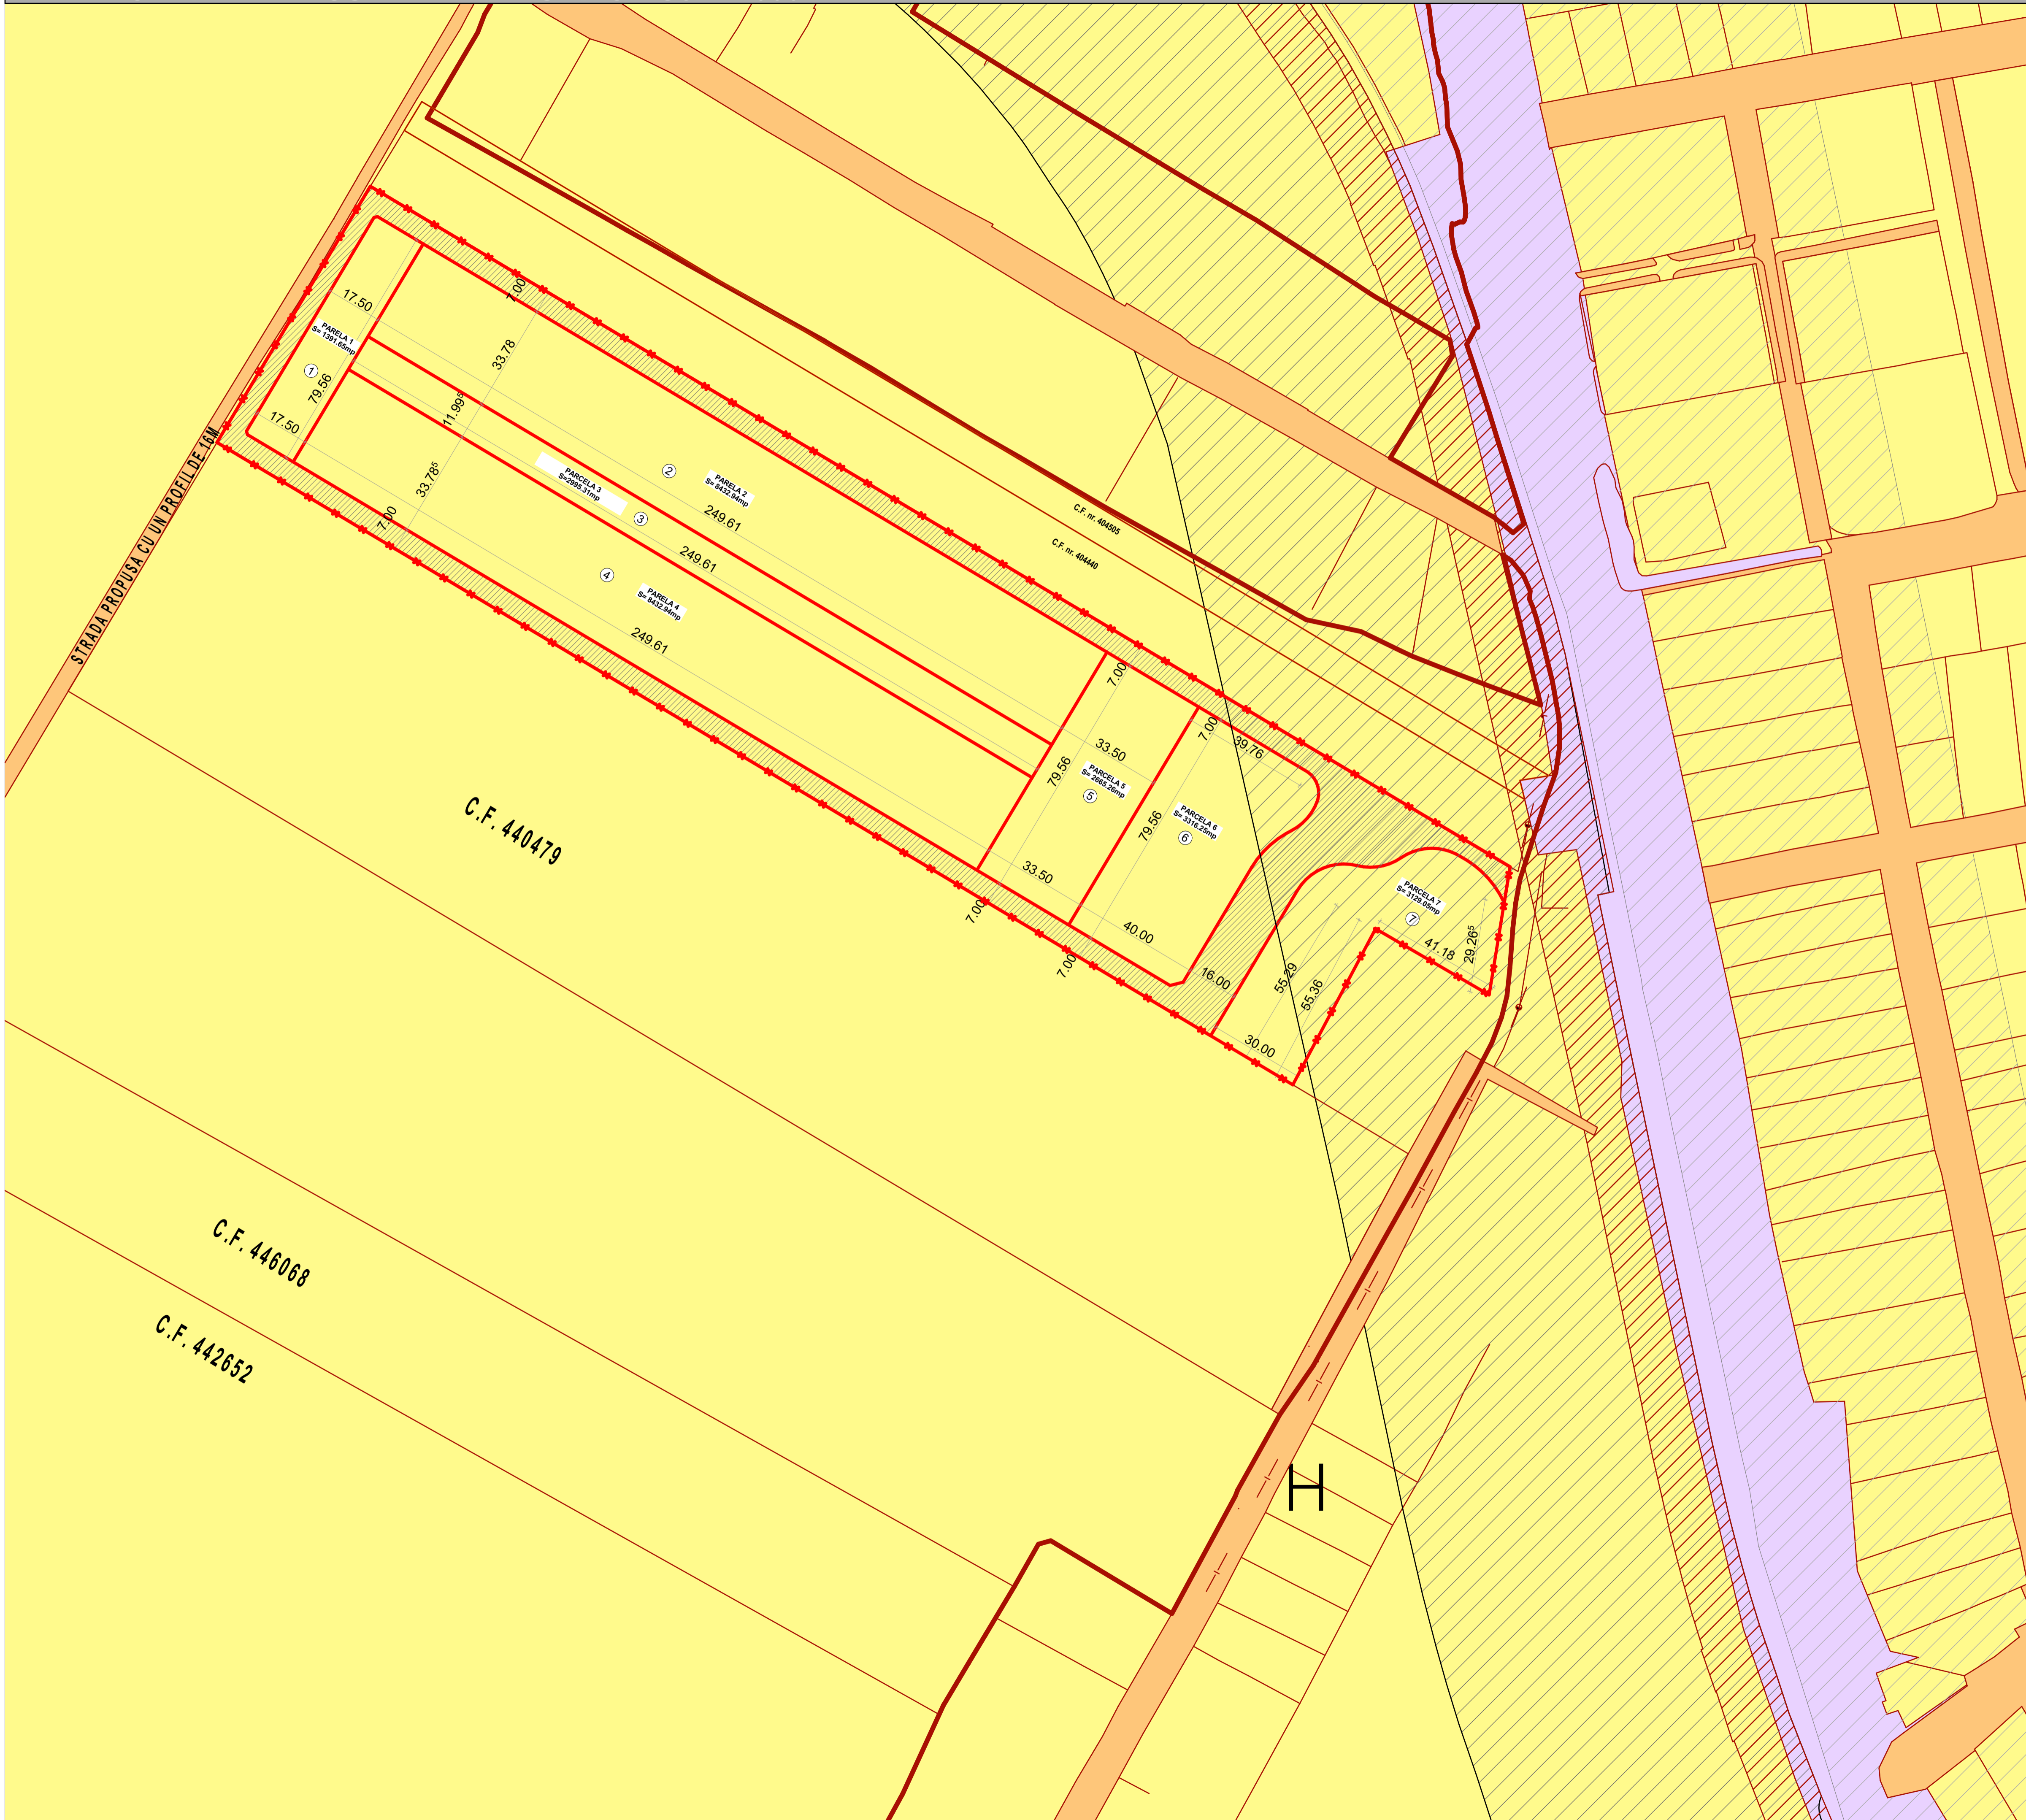 7.00
17.50
33.78
PARELA 1
S= 1391.65mp
1
79.56
11.99⁵
17.50
STRADA PROPUSA CU UN PROFIL DE 16M
33.78⁵
7.00
2
PARELA 2
S= 8432.94mp
249.61
PARCELA 3
S=2995.31mp
3
249.61
C.F. nr. 404505
C.F. nr. 404440
4
PARELA 4
S= 8432.94mp
249.61
7.00
7.00
39.76
33.50
79.56
PARCELA 5
S= 2665.26mp
5
79.56
PARCELA 6
S= 3316.25mp
6
33.50
7.00
40.00
7.00
16.00
PARCELA 7
S= 3129.05mp
7
41.18
29.26⁵
55.29
55.36
30.00
C.F. 440479
C.F. 446068
C.F. 442652
H